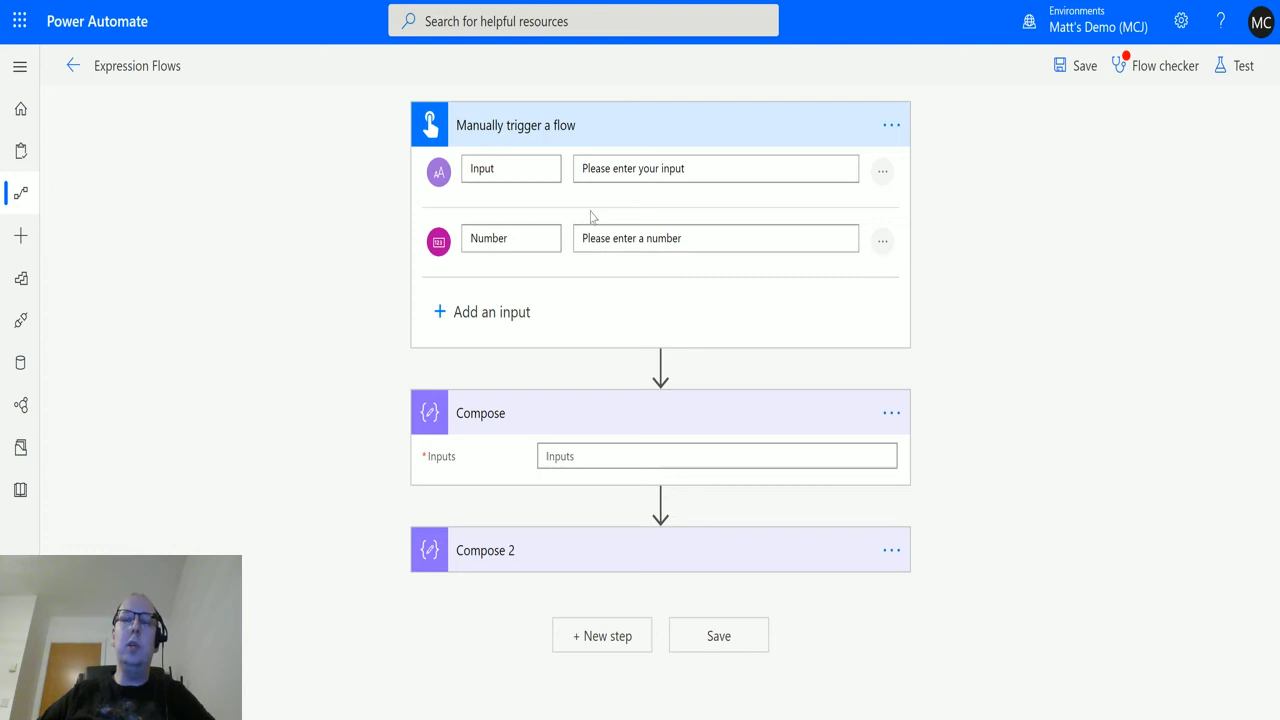 Power Automate
Search for helpful resources
Environments
Matt's Demo (MCJ)
?
MC
Expression Flows
Save
Flow checker
Test
Manually trigger a flow
...
AA
Input
Please enter your input
...
123
Number
Please enter a number
...
+ Add an input
Compose
...
* Inputs
Inputs
Compose 2
...
+ New step
Save